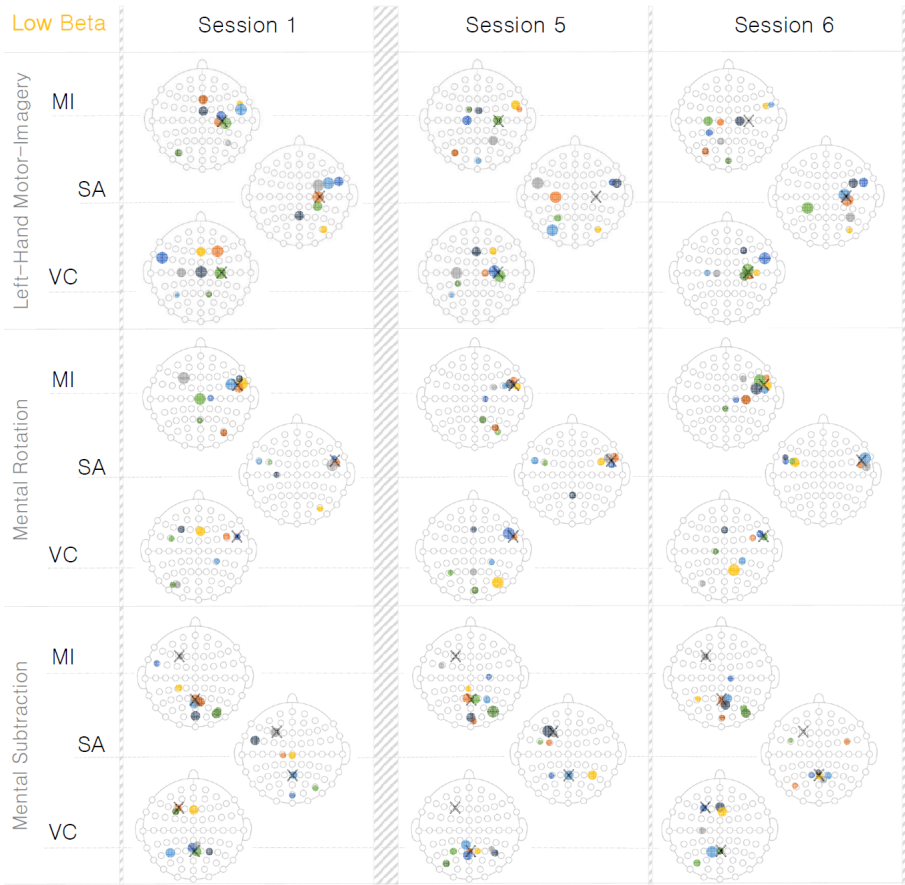 Low Beta
Session 1
Session 5
Session 6
Left-Hand Motor-Imagery
MI
SA
VC
Mental Rotation
MI
SA
VC
Mental Subtraction
MI
SA
VC